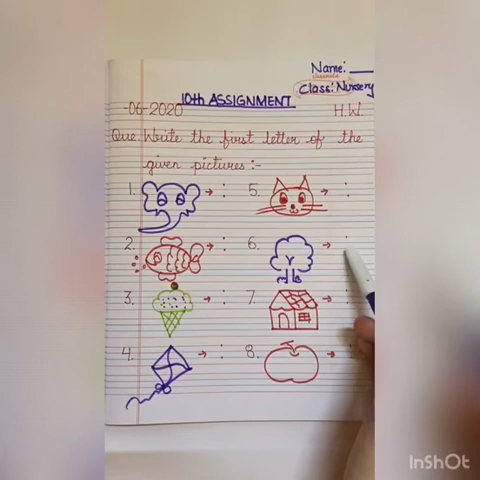 Name: __
Class: Nursery
10th ASSIGNMENT
-06-2020 H.W
Que Write the first letter of the
given pictures :-
1. → : 5. → :
2. → : 6. → :
3. → : 7. → :
4. → : 8. → :
InShOt